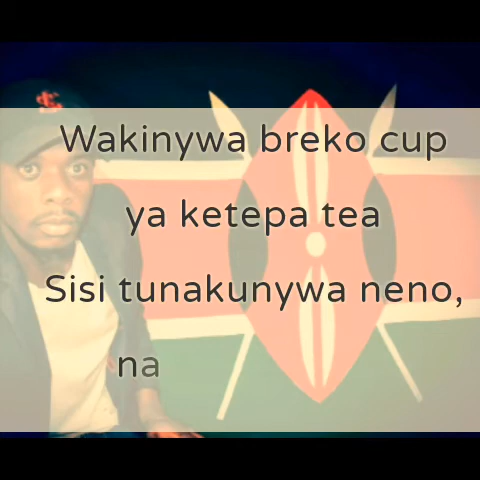 Wakinywa breko cup
ya ketepa tea
Sisi tunakunywa neno,
na